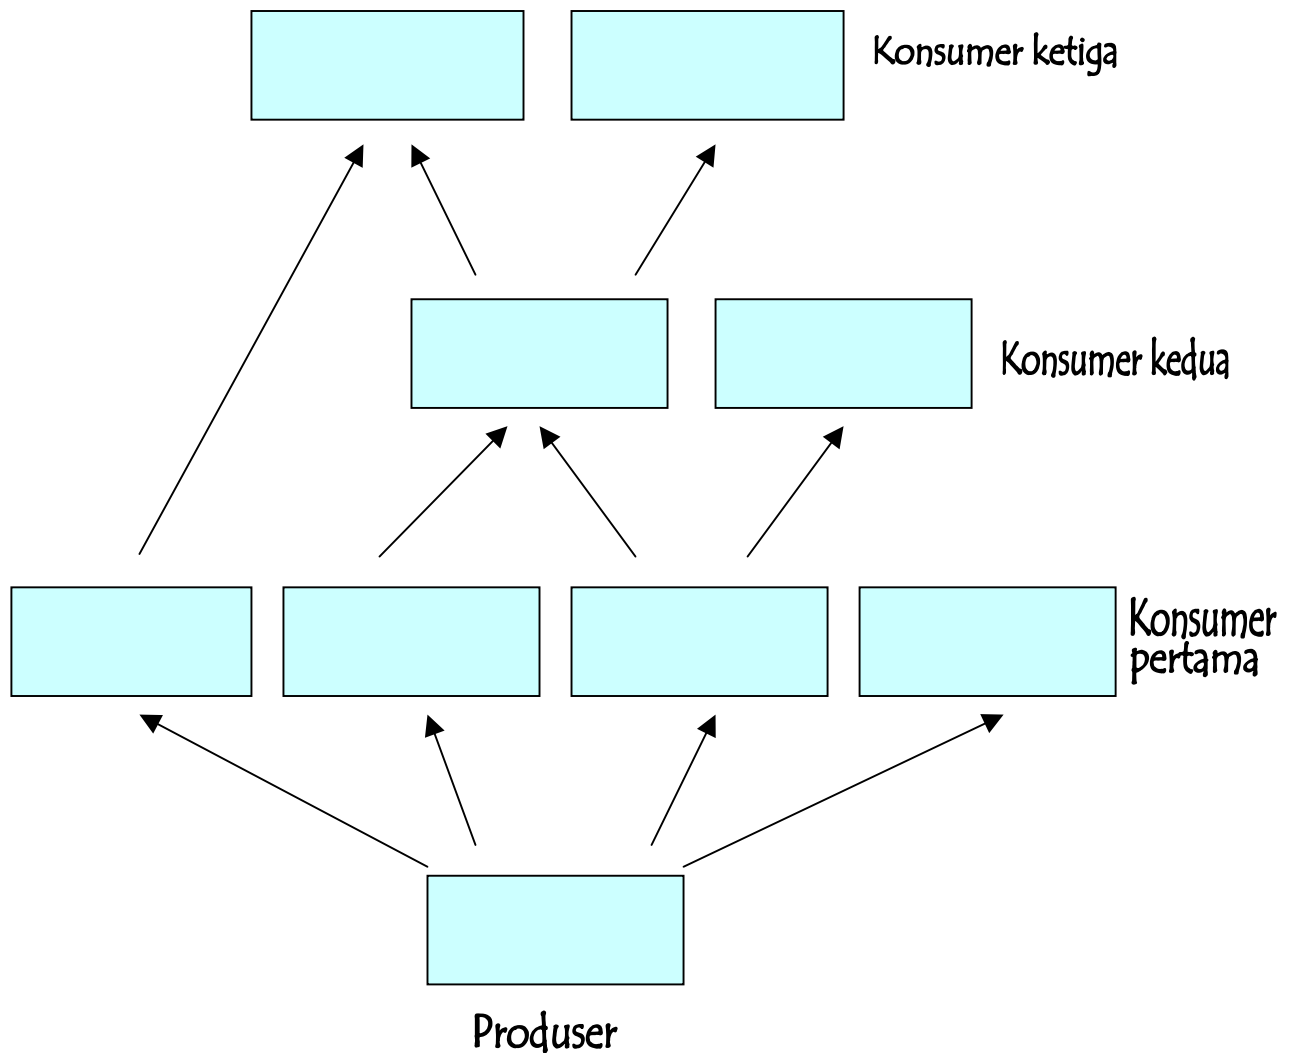 Konsumer ketiga
Konsumer kedua
Konsumer
pertama
Produser